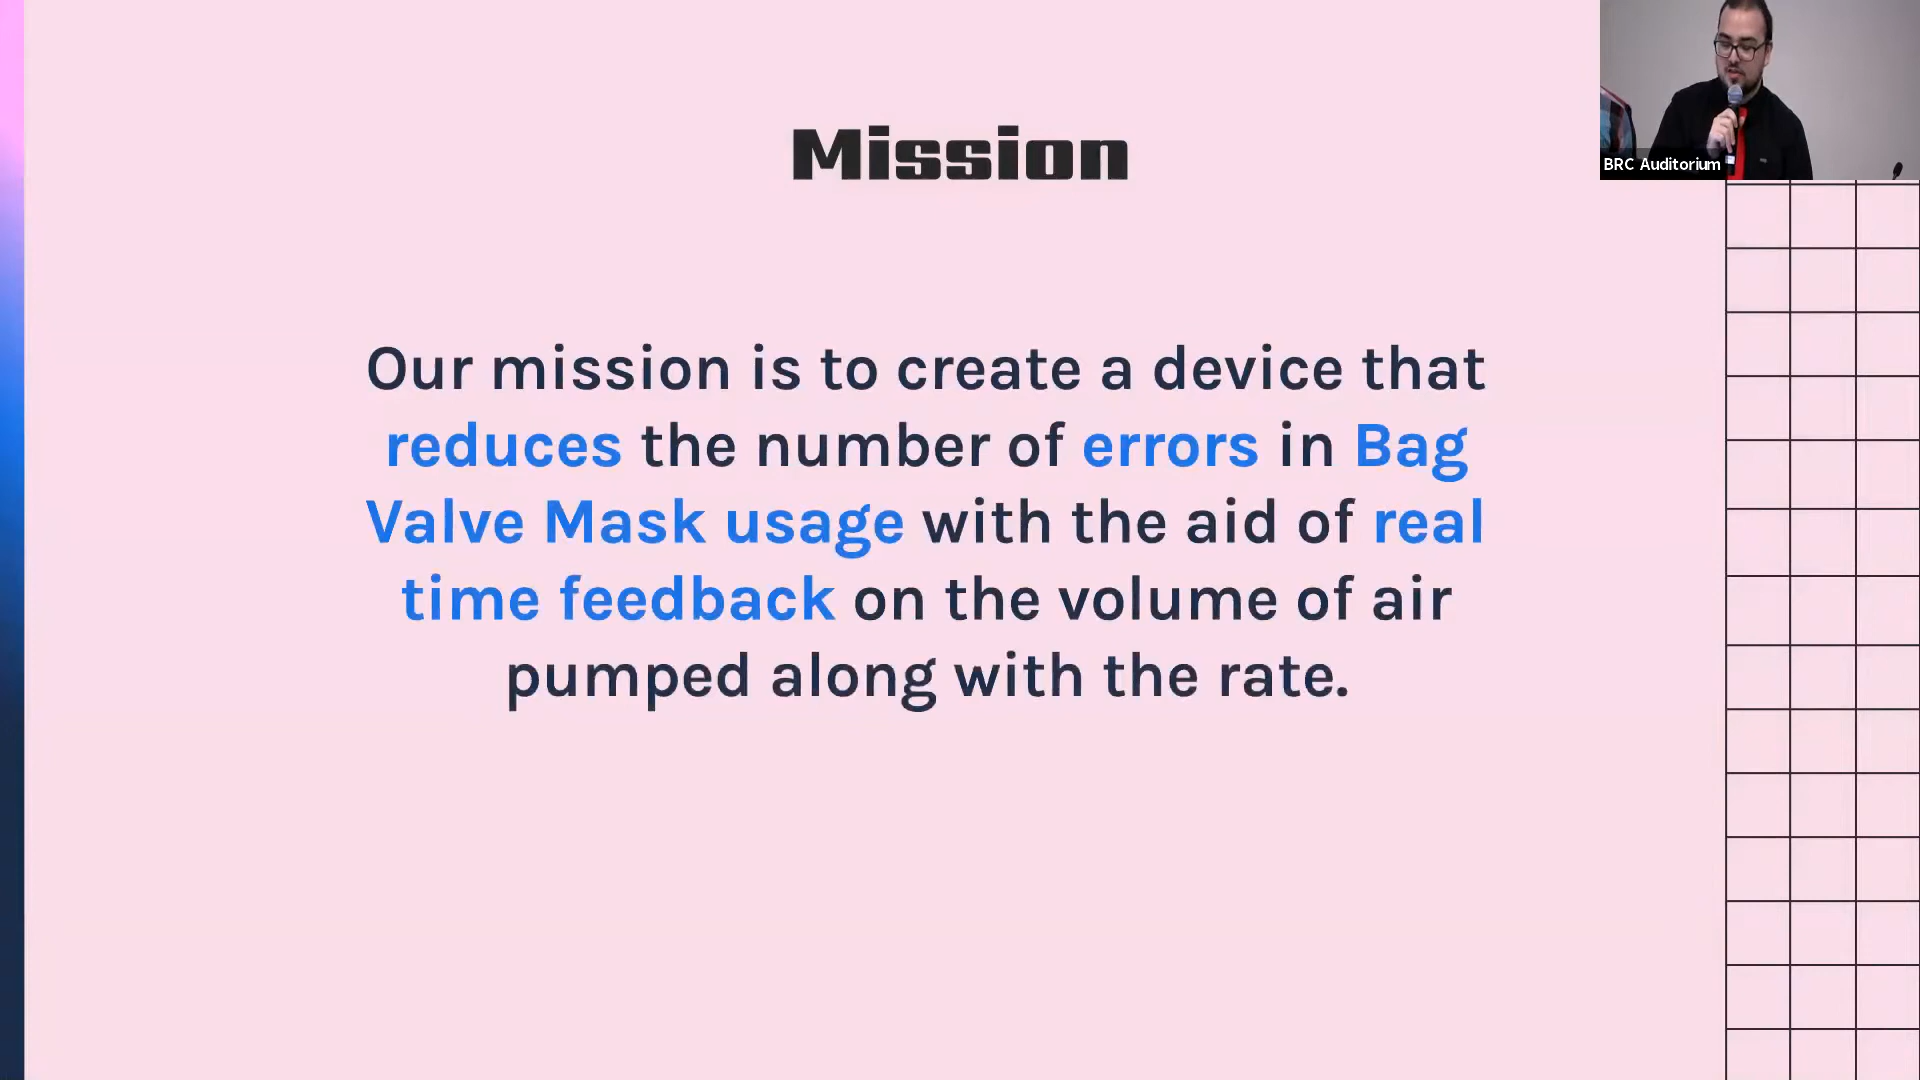 Mission
Our mission is to create a device that
reduces the number of errors in Bag
Valve Mask usage with the aid of real
time feedback on the volume of air
pumped along with the rate.
BRC Auditorium